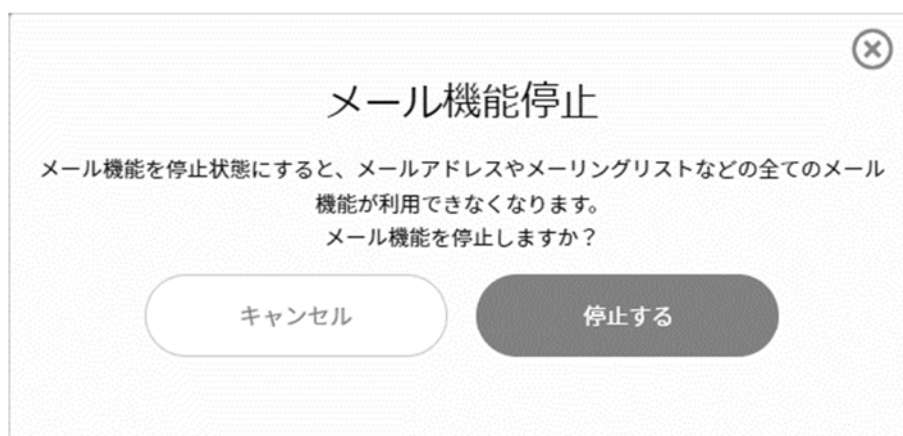 メール機能停止
メール機能を停止状態にすると、メールアドレスやメーリングリストなどの全てのメール
機能が利用できなくなります。
メール機能を停止しますか？
キャンセル
停止する